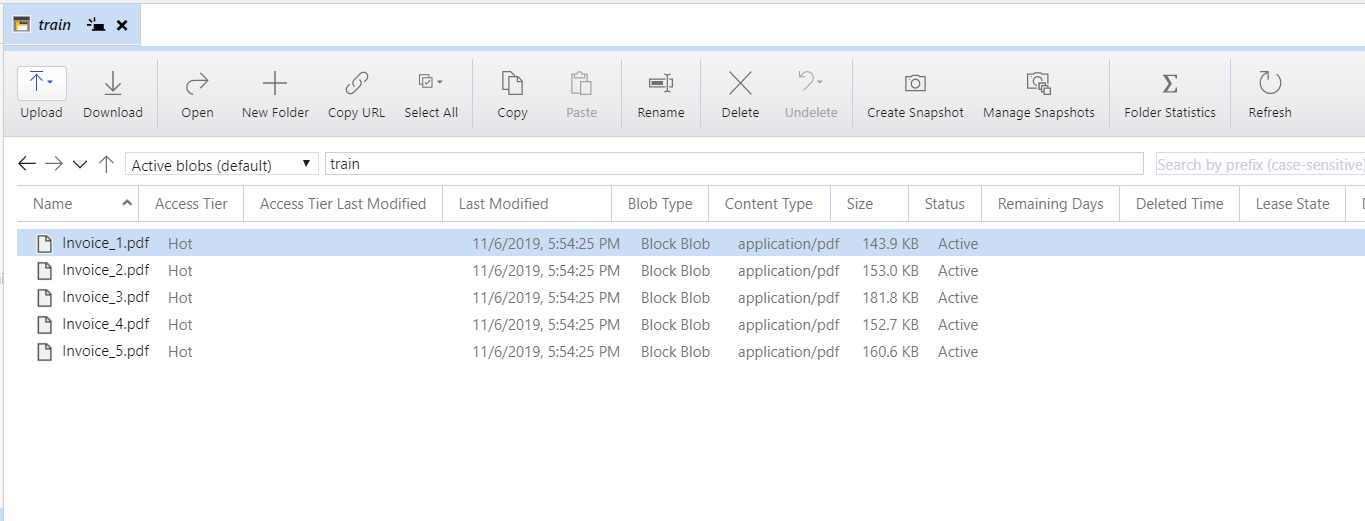 train
Upload Download Open New Folder Copy URL Select All Copy Paste Rename Delete Undelete Create Snapshot Manage Snapshots Folder Statistics Refresh
Active blobs (default) train Search by prefix (case-sensitive)
Name Access Tier Access Tier Last Modified Last Modified Blob Type Content Type Size Status Remaining Days Deleted Time Lease State
Invoice_1.pdf Hot 11/6/2019, 5:54:25 PM Block Blob application/pdf 143.9 KB Active
Invoice_2.pdf Hot 11/6/2019, 5:54:25 PM Block Blob application/pdf 153.0 KB Active
Invoice_3.pdf Hot 11/6/2019, 5:54:25 PM Block Blob application/pdf 181.8 KB Active
Invoice_4.pdf Hot 11/6/2019, 5:54:25 PM Block Blob application/pdf 152.7 KB Active
Invoice_5.pdf Hot 11/6/2019, 5:54:25 PM Block Blob application/pdf 160.6 KB Active